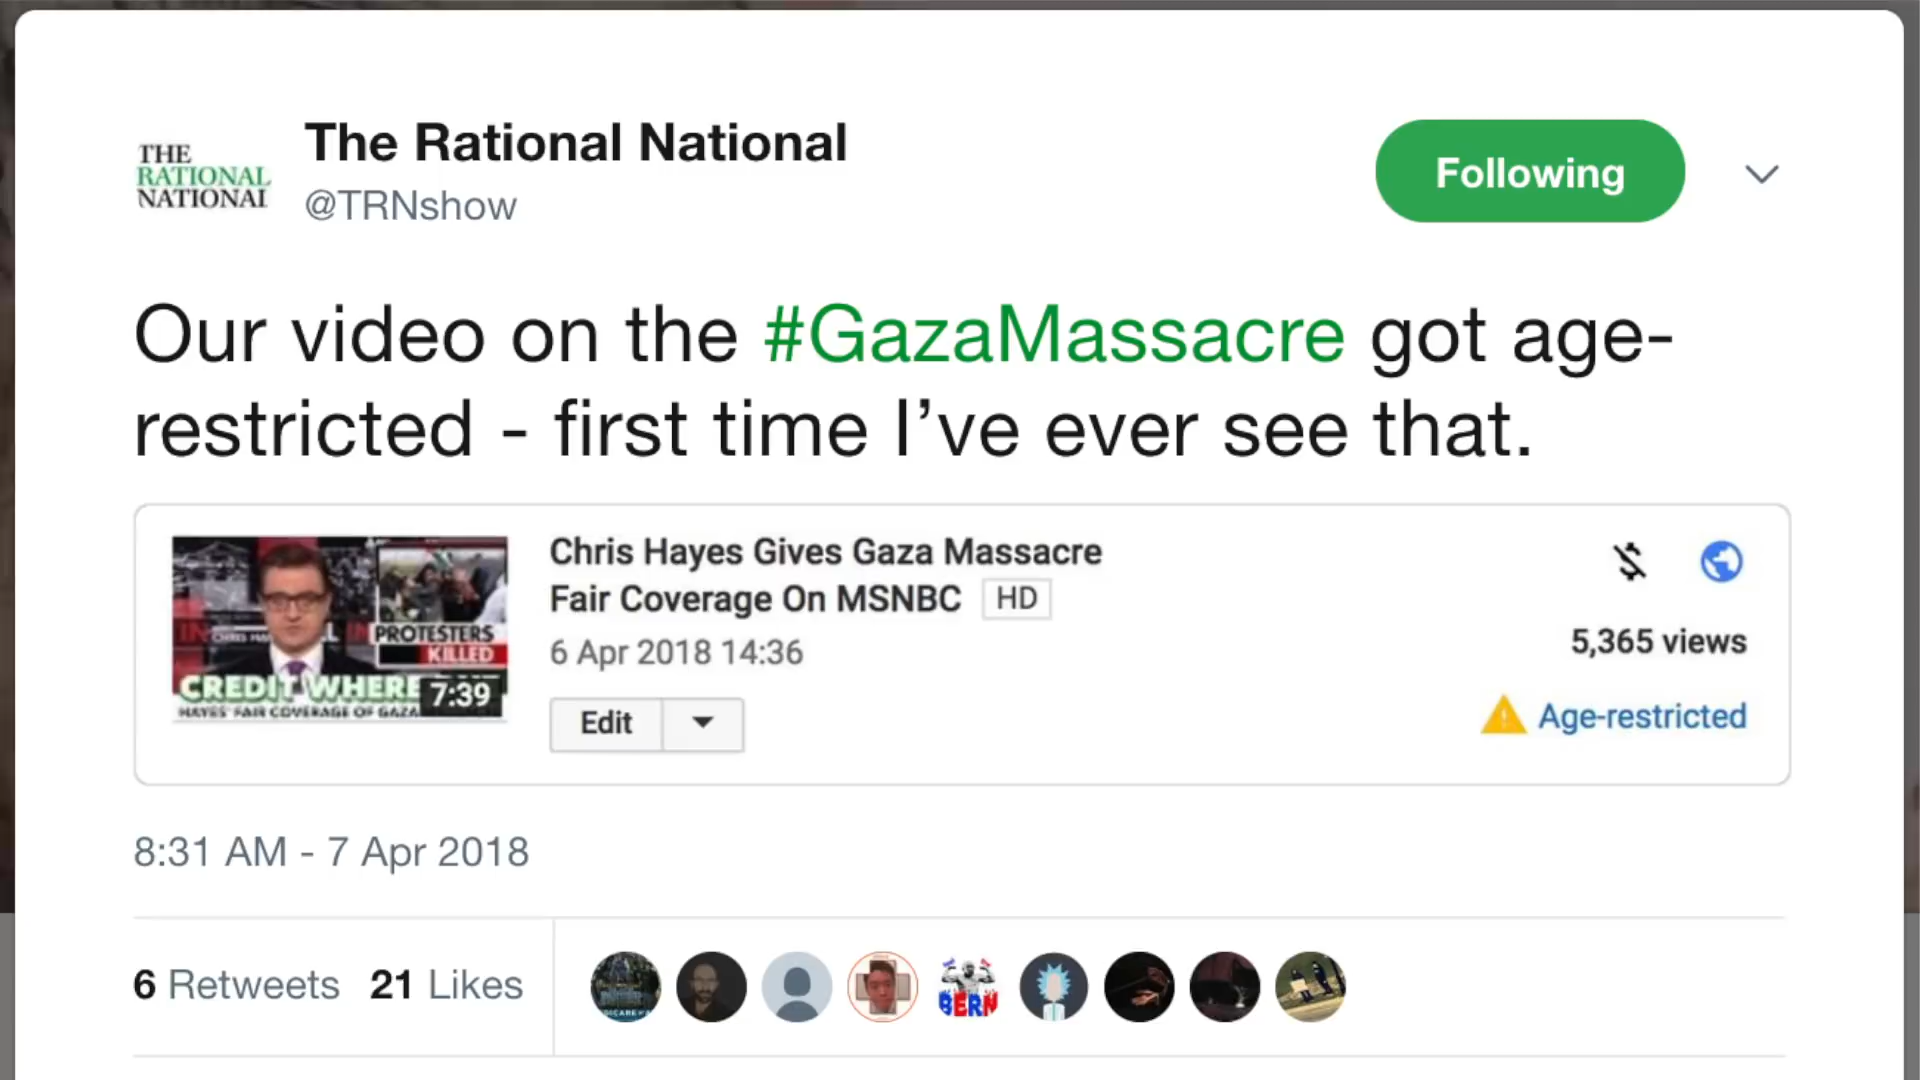 THE
RATIONAL
NATIONAL
The Rational National
@TRNshow
Following
Our video on the #GazaMassacre got age-
restricted - first time I’ve ever see that.
PROTESTERS
KILLED
CREDIT WHERE
HAYES' FAIR COVERAGE OF GAZA
7:39
Chris Hayes Gives Gaza Massacre
Fair Coverage On MSNBC HD
6 Apr 2018 14:36
Edit
5,365 views
Age-restricted
8:31 AM - 7 Apr 2018
6 Retweets 21 Likes
BERN